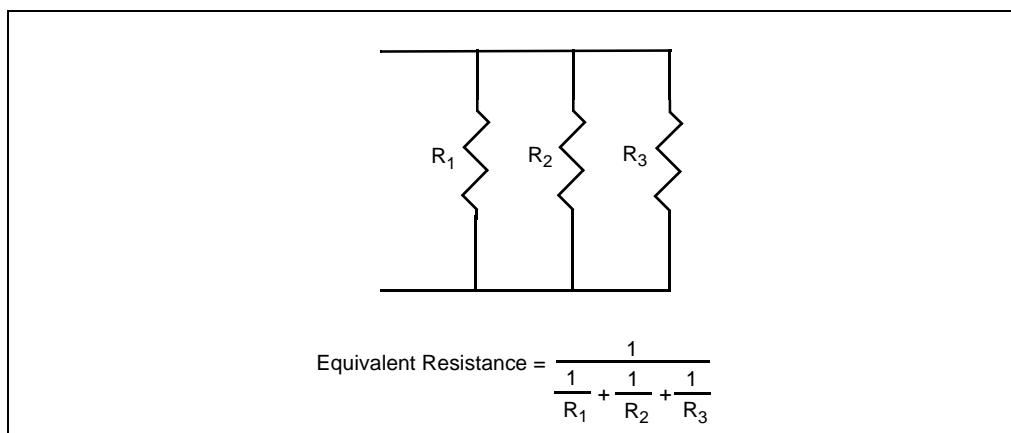 R1 R2 R3
Equivalent Resistance = 1
1 + 1 + 1
R1 R2 R3